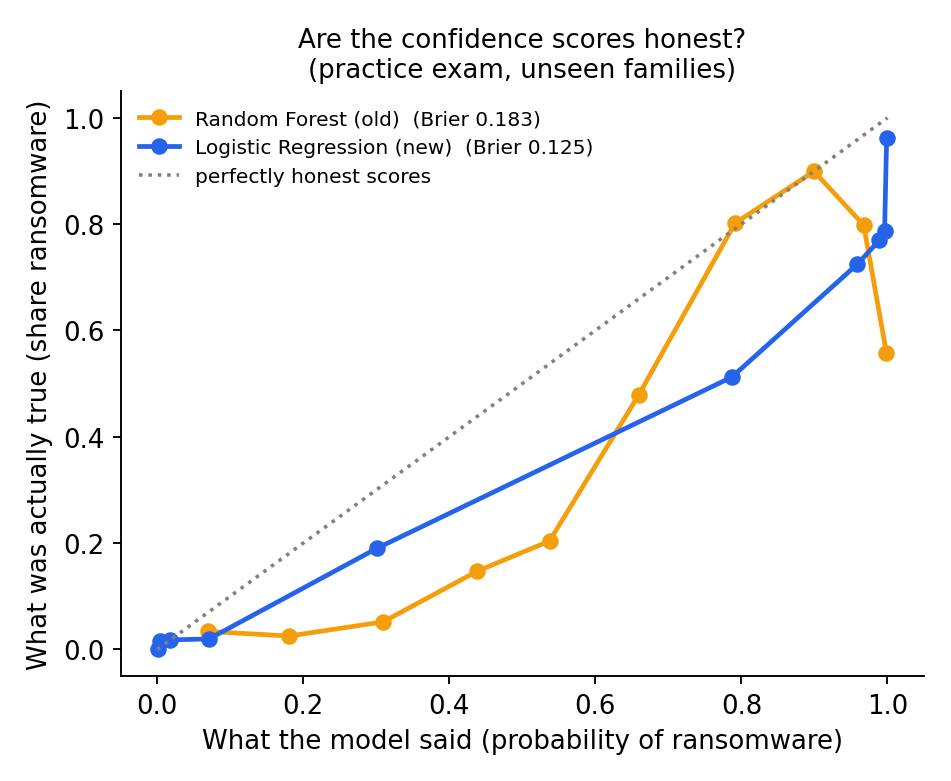 Are the confidence scores honest?
(practice exam, unseen families)
Random Forest (old)  (Brier 0.183)
Logistic Regression (new)  (Brier 0.125)
perfectly honest scores
What was actually true (share ransomware)
1.0
0.8
0.6
0.4
0.2
0.0
0.0 0.2 0.4 0.6 0.8 1.0
What the model said (probability of ransomware)